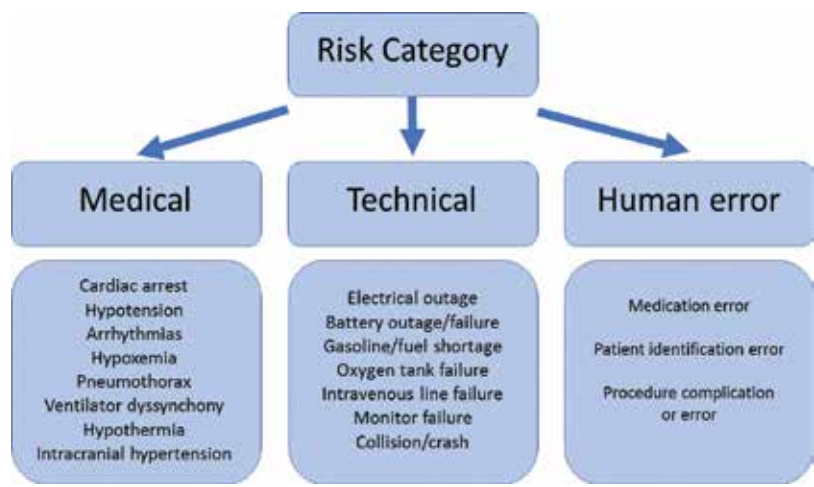 Risk Category
Medical
Technical
Human error
Cardiac arrest
Hypotension
Arrhythmias
Hypoxemia
Pneumothorax
Ventilator dyssynchony
Hypothermia
Intracranial hypertension
Electrical outage
Battery outage/failure
Gasoline/fuel shortage
Oxygen tank failure
Intravenous line failure
Monitor failure
Collision/crash
Medication error
Patient identification error
Procedure complication
or error